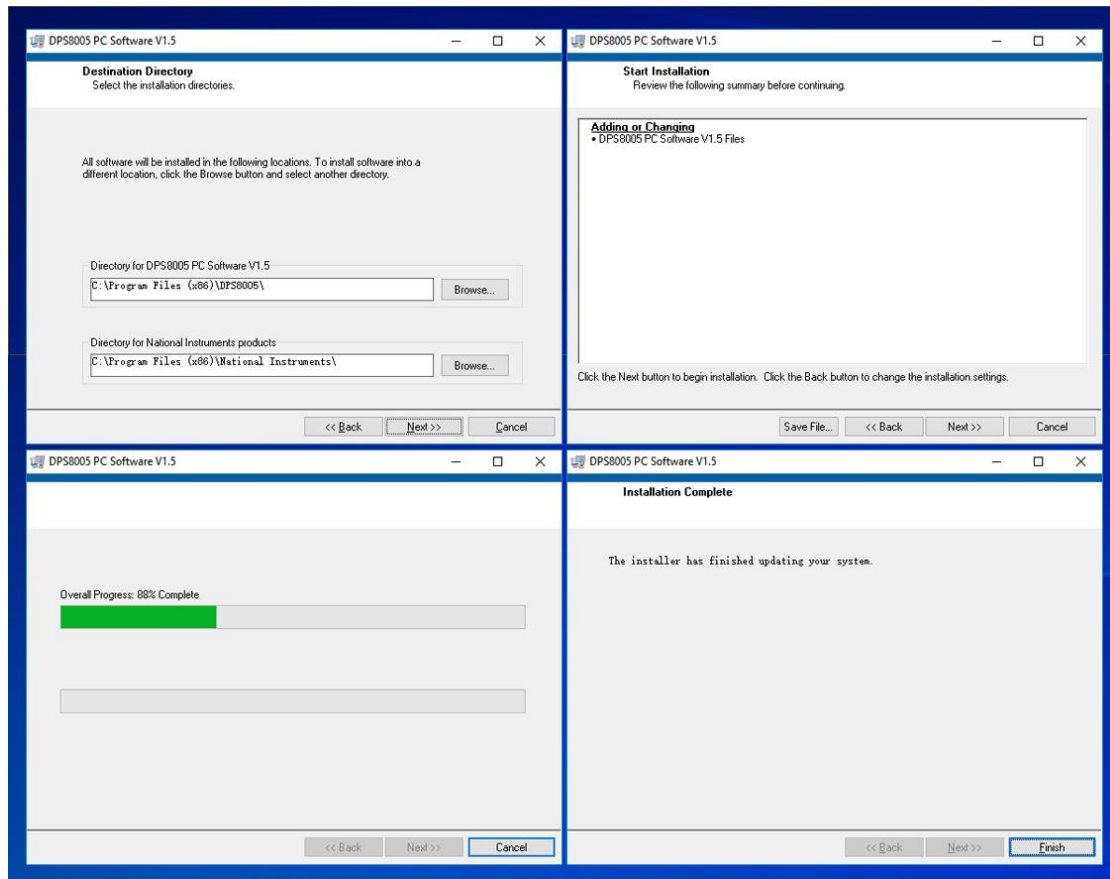 DPS8005 PC Software V1.5
Destination Directory
Select the installation directories.
All software will be installed in the following locations. To install software into a
different location, click the Browse button and select another directory.
Directory for DPS8005 PC Software V1.5
C:\Program Files (x86)\DPS8005\
Browse...
Directory for National Instruments products
C:\Program Files (x86)\National Instruments\
Browse...
<< Back
Next >>
Cancel
DPS8005 PC Software V1.5
Start Installation
Review the following summary before continuing.
Adding or Changing
• DPS8005 PC Software V1.5 Files
Click the Next button to begin installation. Click the Back button to change the installation settings.
Save File...
<< Back
Next >>
Cancel
DPS8005 PC Software V1.5
Overall Progress: 88% Complete
<< Back
Next >>
Cancel
DPS8005 PC Software V1.5
Installation Complete
The installer has finished updating your system.
<< Back
Next >>
Finish